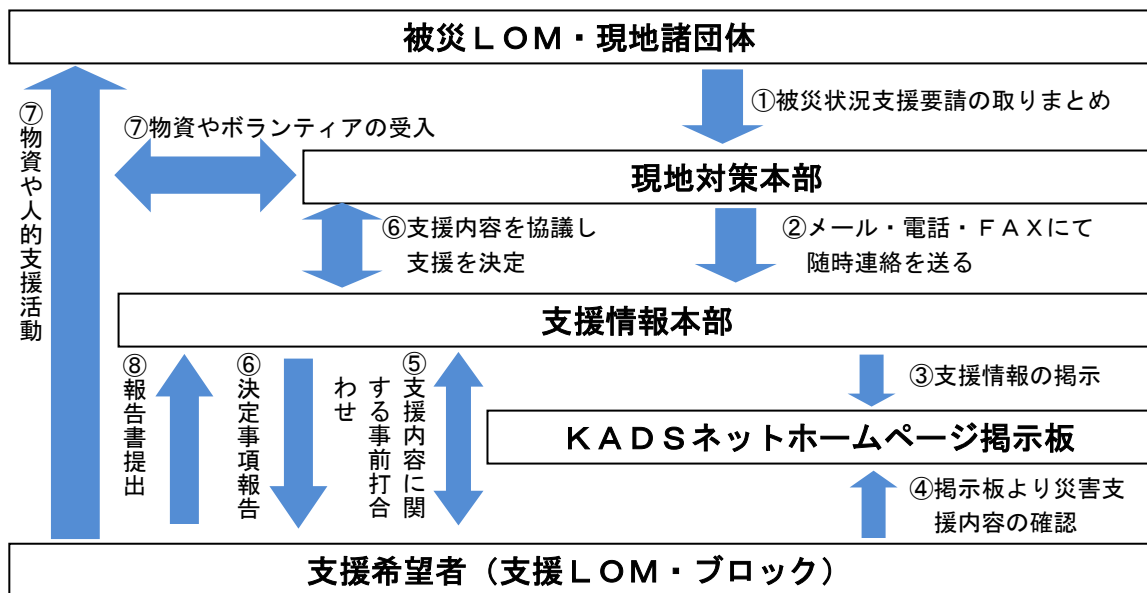 被災ＬＯＭ・現地諸団体
①被災状況支援要請の取りまとめ
⑦物資や人的支援活動
⑦物資やボランティアの受入
現地対策本部
⑥支援内容を協議し
支援を決定
②メール・電話・ＦＡＸにて
随時連絡を送る
支援情報本部
⑧報告書提出
⑥決定事項報告
⑤支援内容に関
する事前打合
わせ
③支援情報の掲示
ＫＡＤＳネットホームページ掲示板
④掲示板より災害支
援内容の確認
支援希望者（支援ＬＯＭ・ブロック）